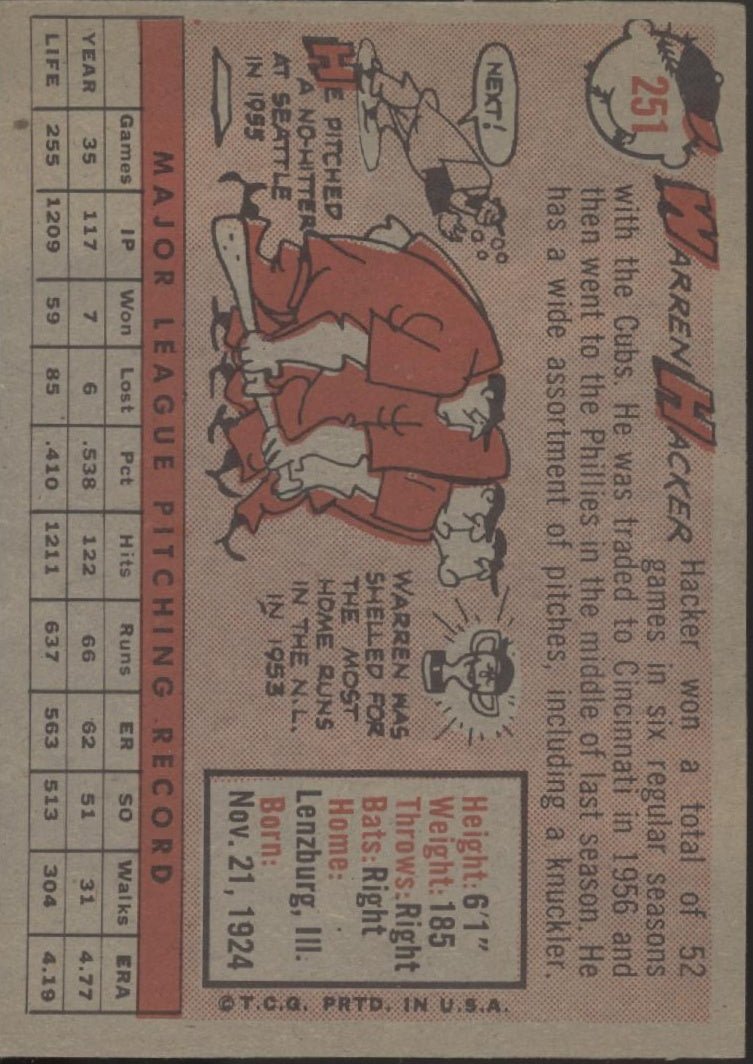 251
WARREN HACKER
Hacker won a total of 52
games in six regular seasons
with the Cubs. He was traded to Cincinnati in 1956 and
then went to the Phillies in the middle of last season. He
has a wide assortment of pitches, including a knuckler.
NEXT!
HE PITCHED
A NO-HITTER
AT SEATTLE
IN 1955
WARREN WAS
SHELLED FOR
THE MOST
HOME RUNS
IN THE N.L.
IN 1953
Height: 6'1"
Weight: 185
Throws: Right
Bats: Right
Home:
Lenzburg, Ill.
Born:
Nov. 21, 1924
©T.C.G. PRTD. IN U.S.A.
MAJOR LEAGUE PITCHING RECORD
Games IP Won Lost Pct Hits Runs ER SO Walks ERA
YEAR 35 117 7 6 .538 122 66 62 51 31 4.77
LIFE 255 1209 59 85 .410 1211 637 563 513 304 4.19